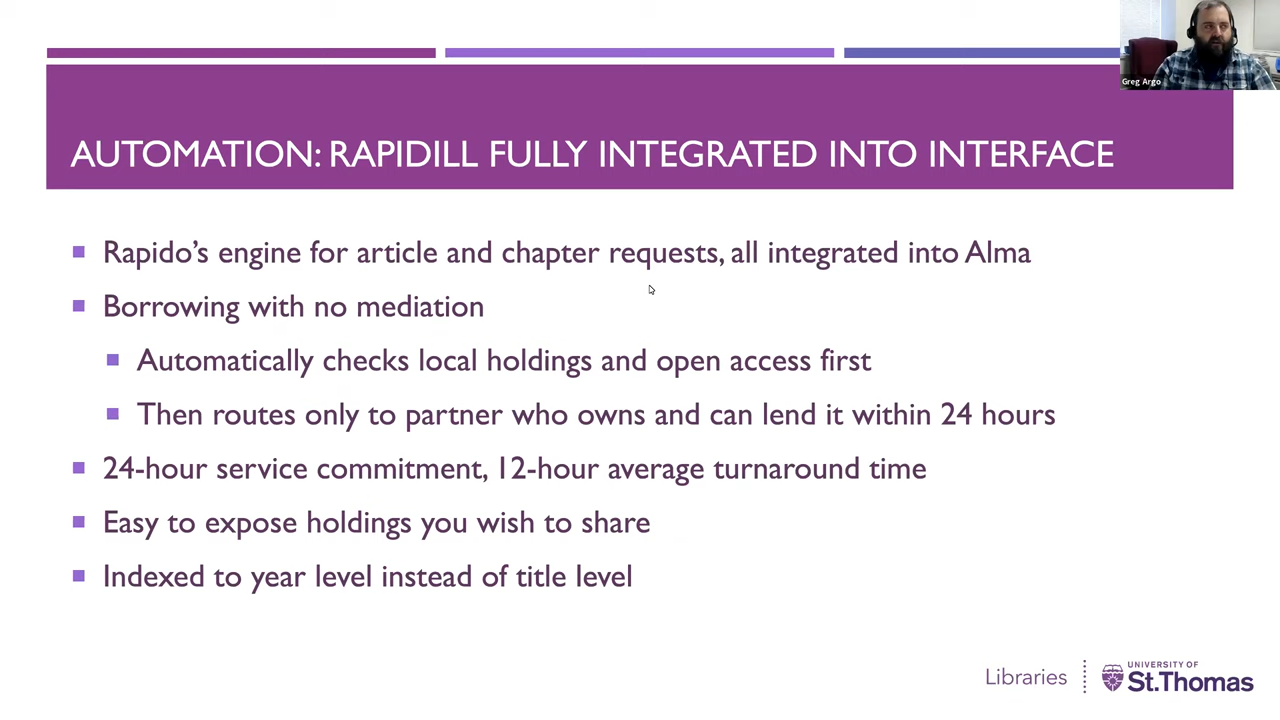 Greg Argo
AUTOMATION: RAPIDILL FULLY INTEGRATED INTO INTERFACE
Rapido's engine for article and chapter requests, all integrated into Alma
Borrowing with no mediation
Automatically checks local holdings and open access first
Then routes only to partner who owns and can lend it within 24 hours
24-hour service commitment, 12-hour average turnaround time
Easy to expose holdings you wish to share
Indexed to year level instead of title level
Libraries
UNIVERSITY OF
St.Thomas